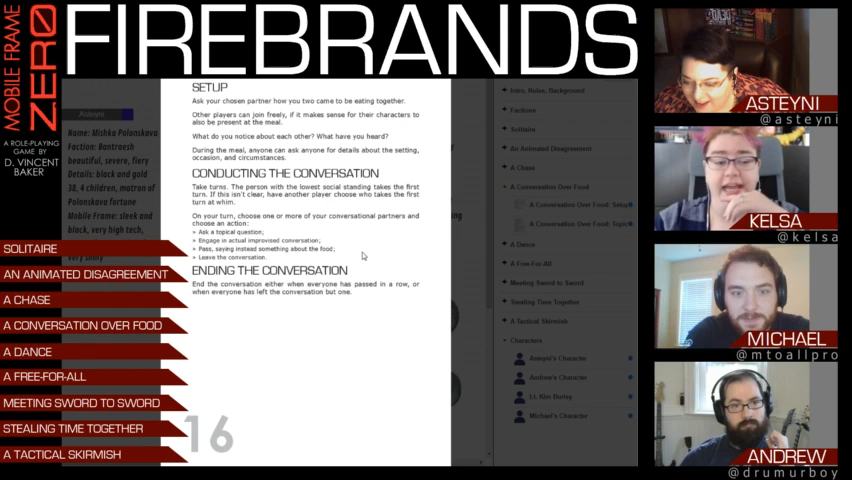 MOBILE FRAME
ZERØ
FIREBRANDS
A ROLE-PLAYING
GAME BY
D. VINCENT
BAKER
Asteyni
Name: Mishka Polonskava
Faction: Bantraesh
beautiful, severe, fiery
Details: black and gold
38, 4 children, matron of
Polonskava fortune
Mobile Frame: sleek and
black, very high tech,
very shiny
SOLITAIRE
AN ANIMATED DISAGREEMENT
A CHASE
A CONVERSATION OVER FOOD
A DANCE
A FREE-FOR-ALL
MEETING SWORD TO SWORD
STEALING TIME TOGETHER
A TACTICAL SKIRMISH
SETUP
Ask your chosen partner how you two came to be eating together.
Other players can join freely, if it makes sense for their characters to
also be present at the meal.
What do you notice about each other? What have you heard?
During the meal, anyone can ask anyone for details about the setting,
occasion, and circumstances.
CONDUCTING THE CONVERSATION
Take turns. The person with the lowest social standing takes the first
turn. If this isn't clear, have another player choose who takes the first
turn at whim.
On your turn, choose one or more of your conversational partners and
choose an action:
» Ask a topical question;
» Engage in actual improvised conversation;
» Pass, saying instead something about the food;
» Leave the conversation.
ENDING THE CONVERSATION
End the conversation either when everyone has passed in a row, or
when everyone has left the conversation but one.
16
Intro, Rules, Background
Factions
Solitaire
An Animated Disagreement
A Chase
A Conversation Over Food
A Conversation Over Food: Setup
A Conversation Over Food: Topic
A Dance
A Free-For-All
Meeting Sword to Sword
Stealing Time Together
A Tactical Skirmish
Characters
Asteyni's Character
Andrew's Character
Lt. Kim Durley
Michael's Character
ASTEYNI
@asteyni
KELSA
@kelsa
MICHAEL
@mtoallpro
ANDREW
@drumurboy